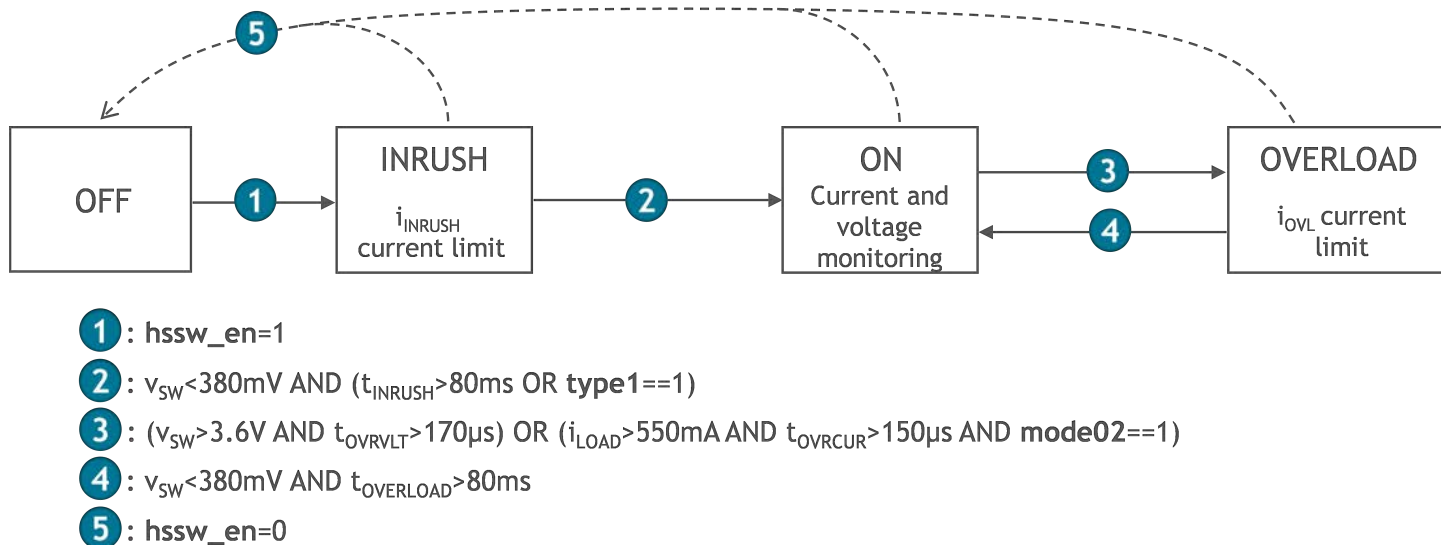 5
OFF
1
INRUSH
iINRUSH
current limit
2
ON
Current and
voltage
monitoring
3
4
OVERLOAD
iOVL current
limit
1 : hssw_en=1
2 : vSW<380mV AND (tINRUSH>80ms OR type1==1)
3 : (vSW>3.6V AND tOVRVLT>170µs) OR (iLOAD>550mA AND tOVRCUR>150µs AND mode02==1)
4 : vSW<380mV AND tOVERLOAD>80ms
5 : hssw_en=0